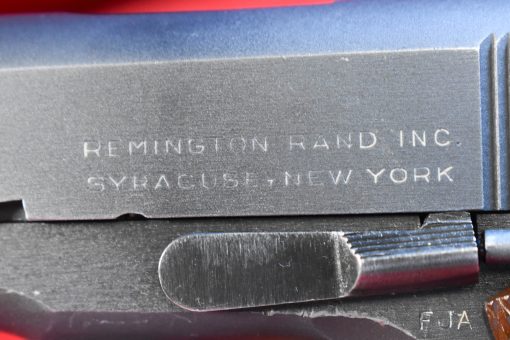 REMINGTON RAND INC.
SYRACUSE, NEW YORK
FJA